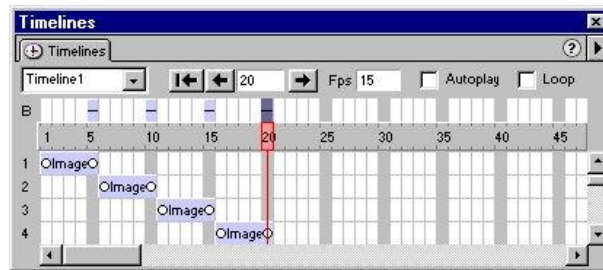 Timelines
Timelines ?
Timeline1 20 Fps 15 Autoplay Loop
B
1 5 10 15 20 25 30 35 40 45
1 Image
2 Image
3 Image
4 Image